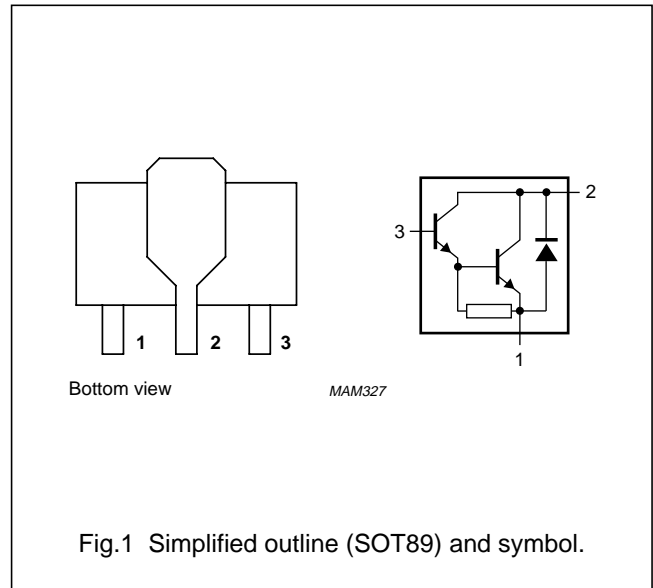 1 2 3
Bottom view
3
2
1
MAM327
Fig.1 Simplified outline (SOT89) and symbol.